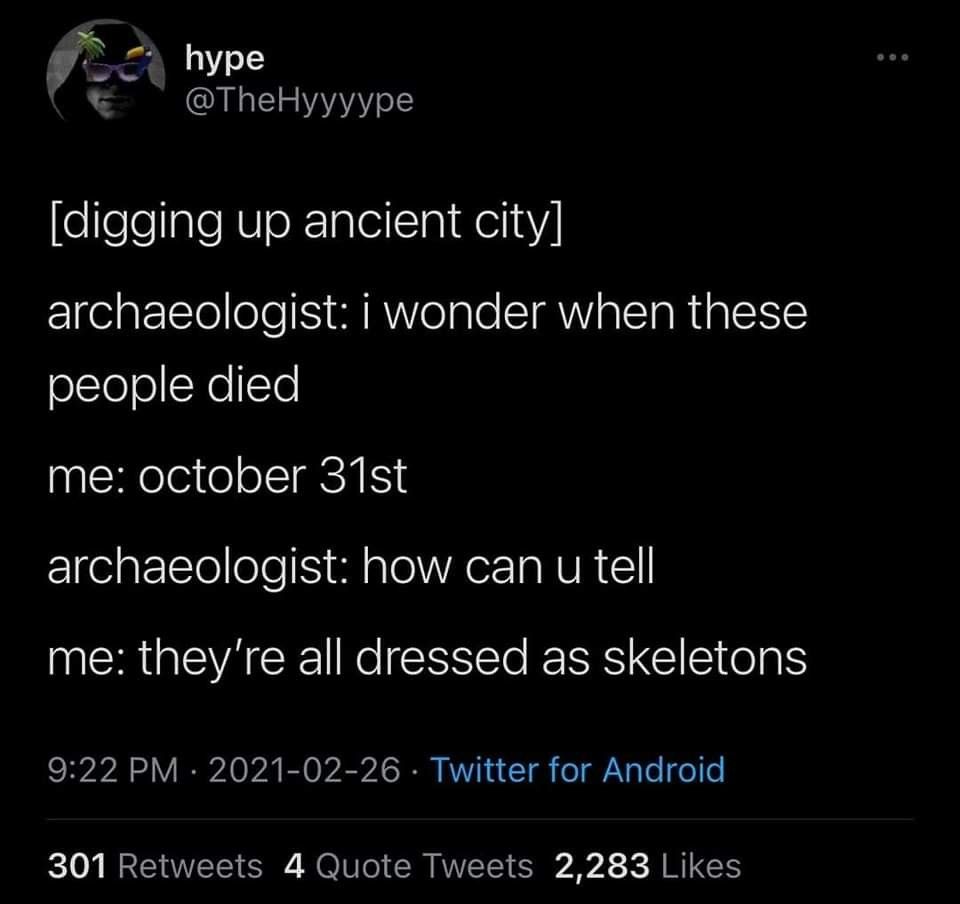 hype
@TheHyyyype
[digging up ancient city]
archaeologist: i wonder when these
people died
me: october 31st
archaeologist: how can u tell
me: they're all dressed as skeletons
9:22 PM · 2021-02-26 · Twitter for Android
301 Retweets 4 Quote Tweets 2,283 Likes